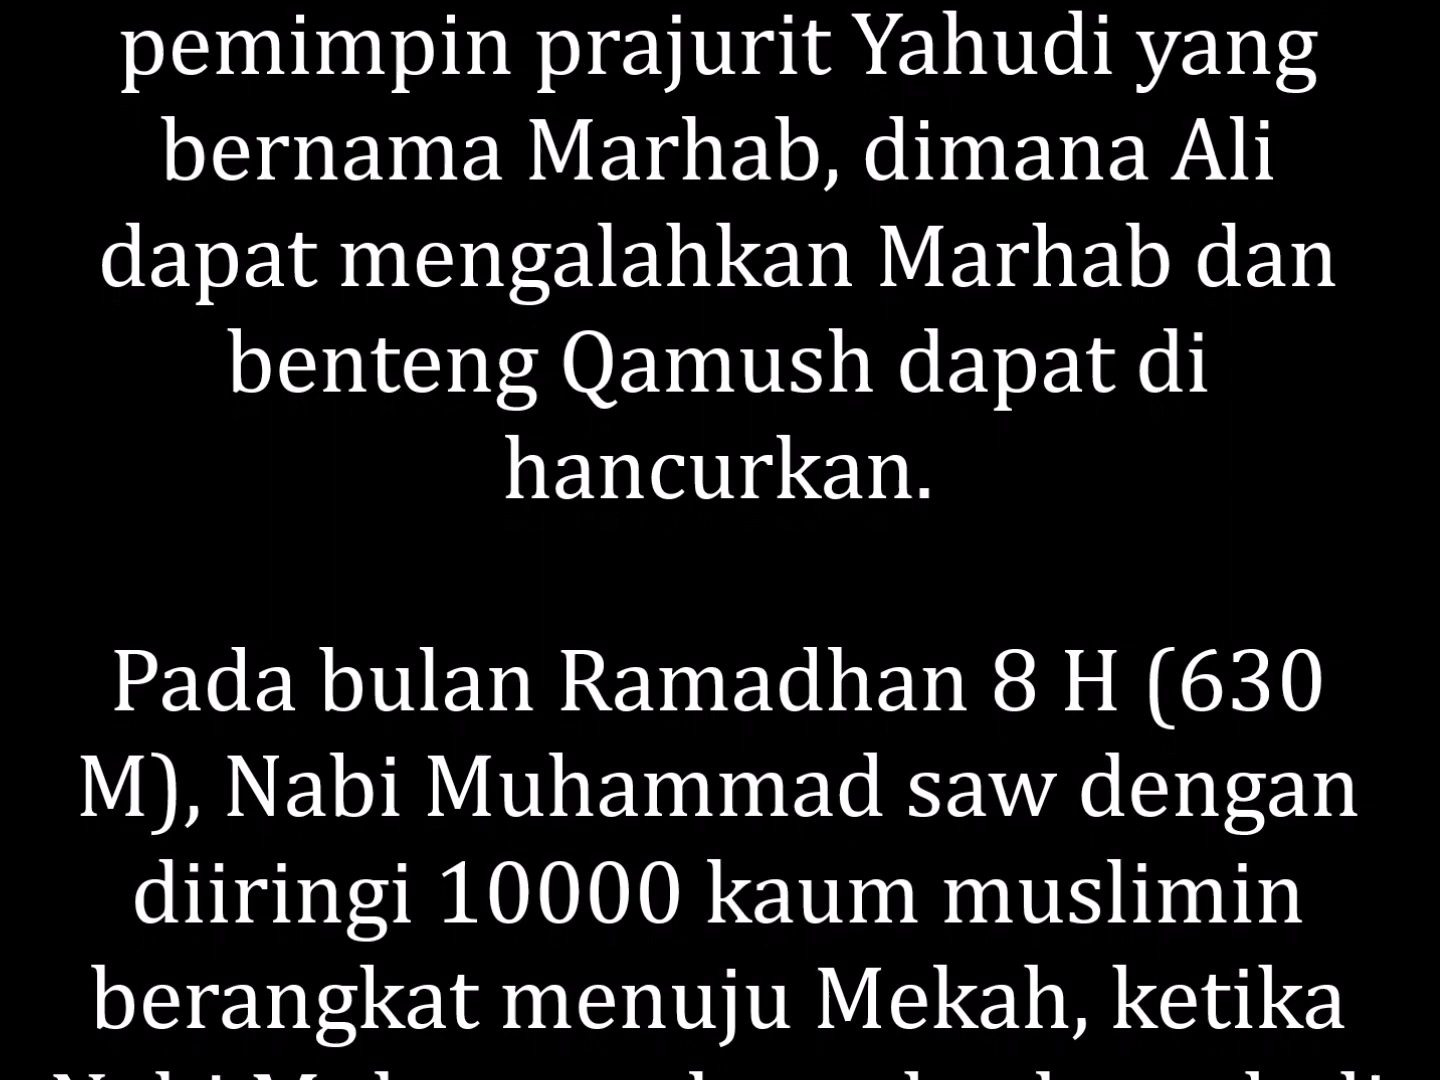 pemimpin prajurit Yahudi yang
bernama Marhab, dimana Ali
dapat mengalahkan Marhab dan
benteng Qamush dapat di
hancurkan.
Pada bulan Ramadhan 8 H (630
M), Nabi Muhammad saw dengan
diiringi 10000 kaum muslimin
berangkat menuju Mekah, ketika